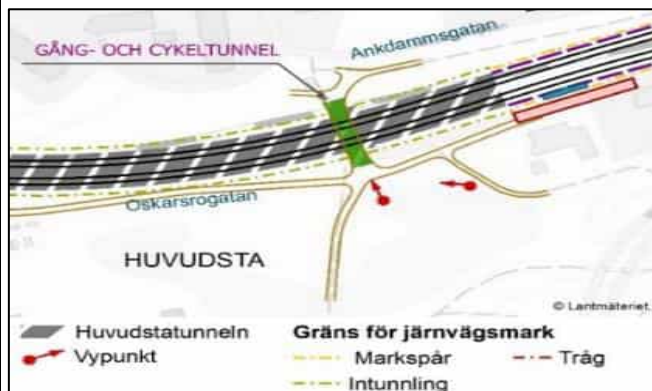 GÅNG- OCH CYKELTUNNEL
Ankdammsgatan
Oskarsrogatan
HUVUDSTA
© Lantmäteriet.
Huvudstatunneln
Vypunkt
Gräns för järnvägsmark
Markspår
Tråg
Intunnling